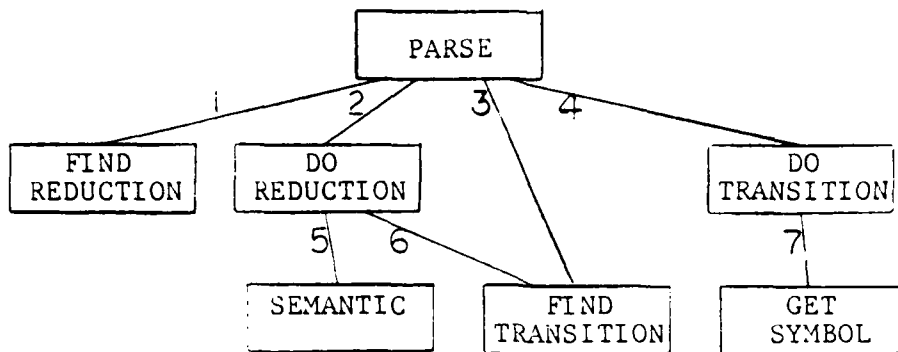 PARSE
1 2 3 4
FIND REDUCTION
DO REDUCTION
DO TRANSITION
5 6 7
SEMANTIC
FIND TRANSITION
GET SYMBOL